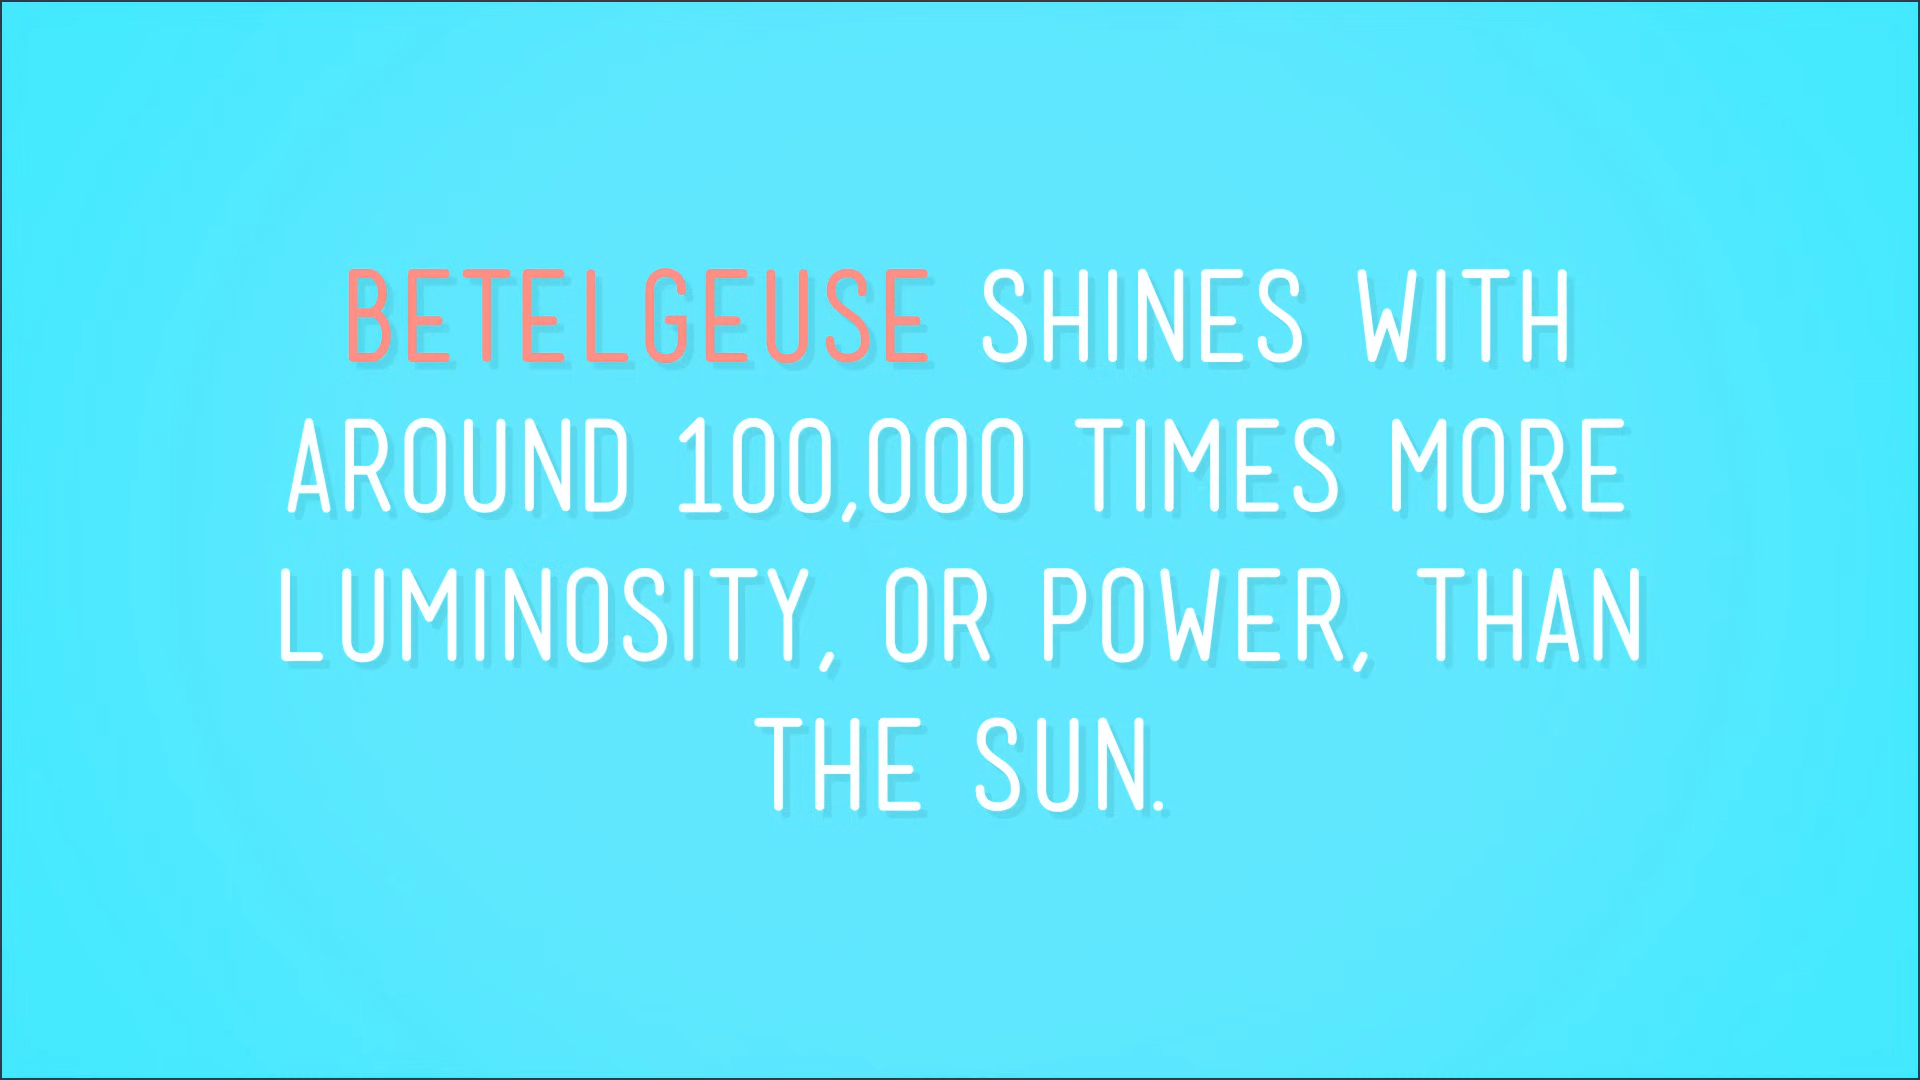 BETELGEUSE SHINES WITH
AROUND 100,000 TIMES MORE
LUMINOSITY, OR POWER, THAN
THE SUN.